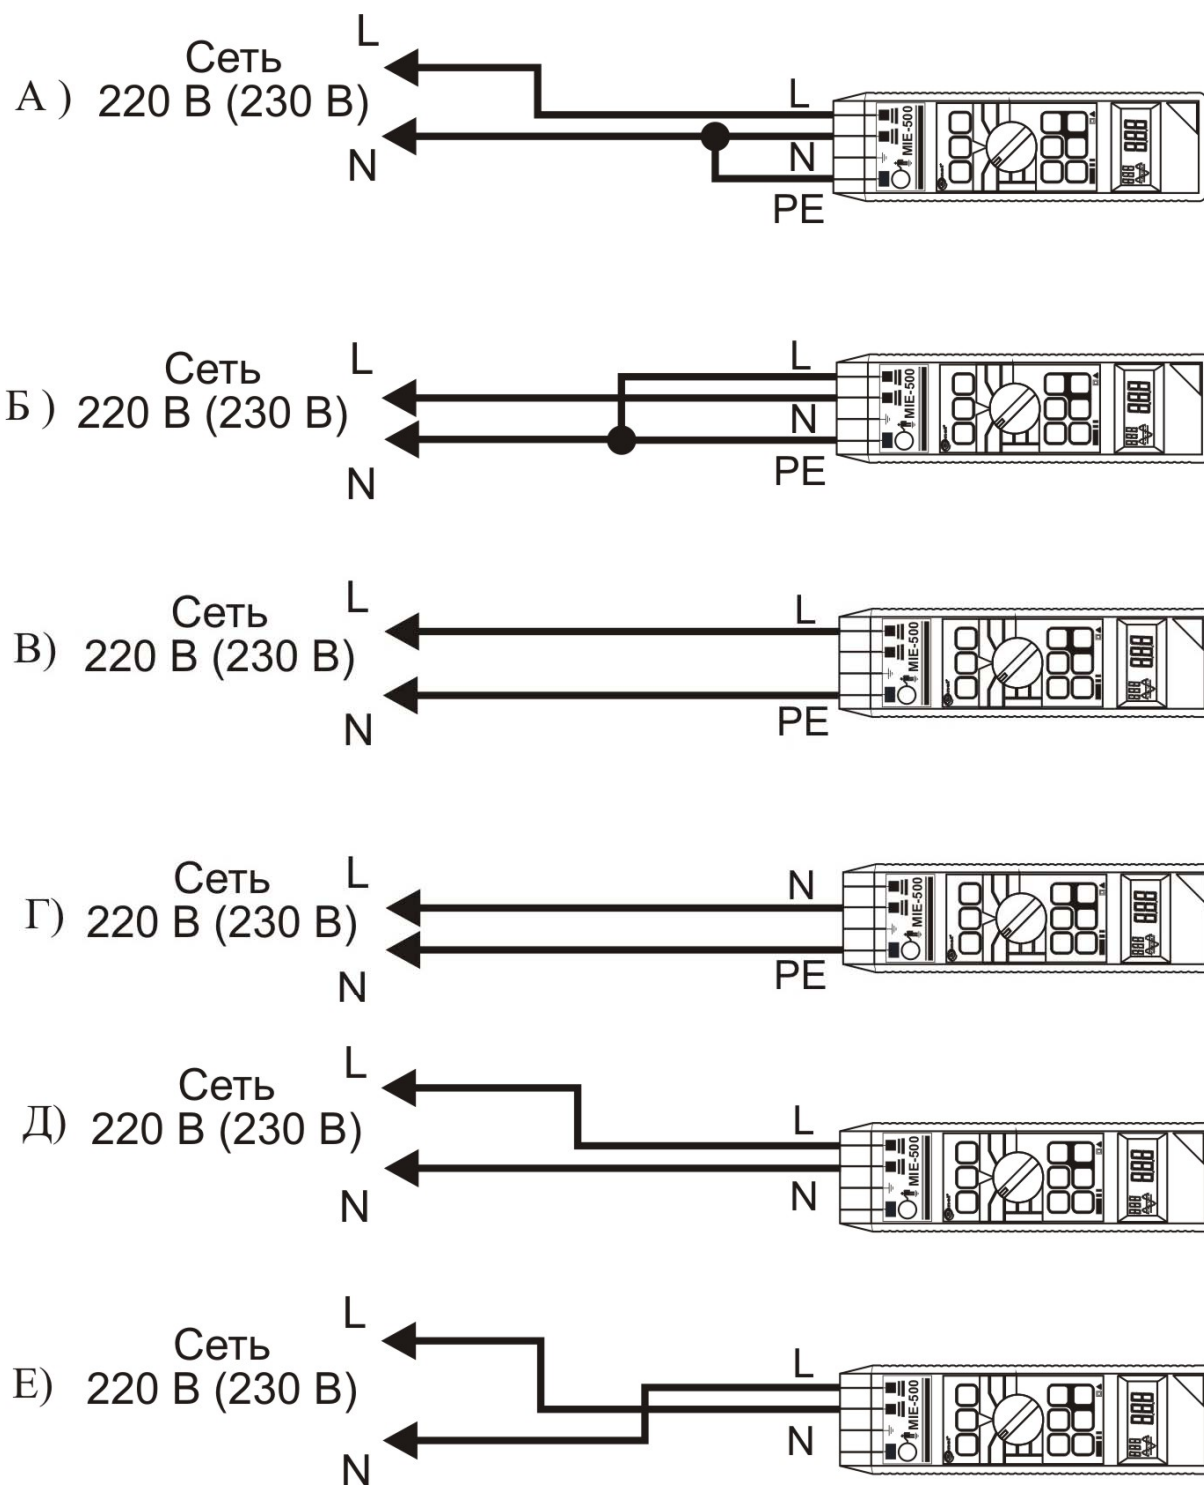 L
Сеть
А ) 220 В (230 В)
N
L
N
PE
MIE-500
L
Сеть
Б ) 220 В (230 В)
N
L
N
PE
MIE-500
L
Сеть
В) 220 В (230 В)
N
L
PE
MIE-500
L
Сеть
Г) 220 В (230 В)
N
N
PE
MIE-500
L
Сеть
Д) 220 В (230 В)
N
L
N
MIE-500
L
Сеть
Е) 220 В (230 В)
N
L
N
MIE-500